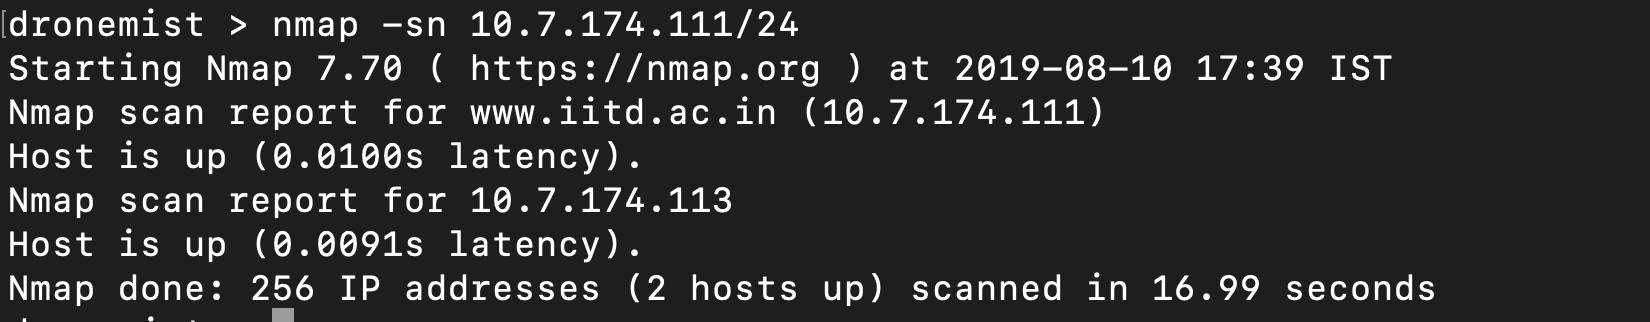 dronemist > nmap -sn 10.7.174.111/24
Starting Nmap 7.70 ( https://nmap.org ) at 2019-08-10 17:39 IST
Nmap scan report for www.iitd.ac.in (10.7.174.111)
Host is up (0.0100s latency).
Nmap scan report for 10.7.174.113
Host is up (0.0091s latency).
Nmap done: 256 IP addresses (2 hosts up) scanned in 16.99 seconds